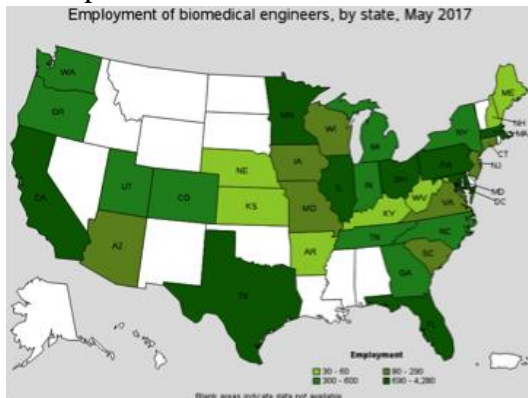 Employment of biomedical engineers, by state, May 2017
WA
OR
CA
UT
AZ
CO
NE
KS
TX
MN
IA
MO
AR
WI
IL
MI
IN
OH
KY
TN
WV
VA
NC
SC
GA
FL
PA
NY
ME
NH
MA
CT
NJ
MD
DC
Employment
30 - 60
80 - 280
300 - 600
690 - 4,280
Blank areas indicate data not available.